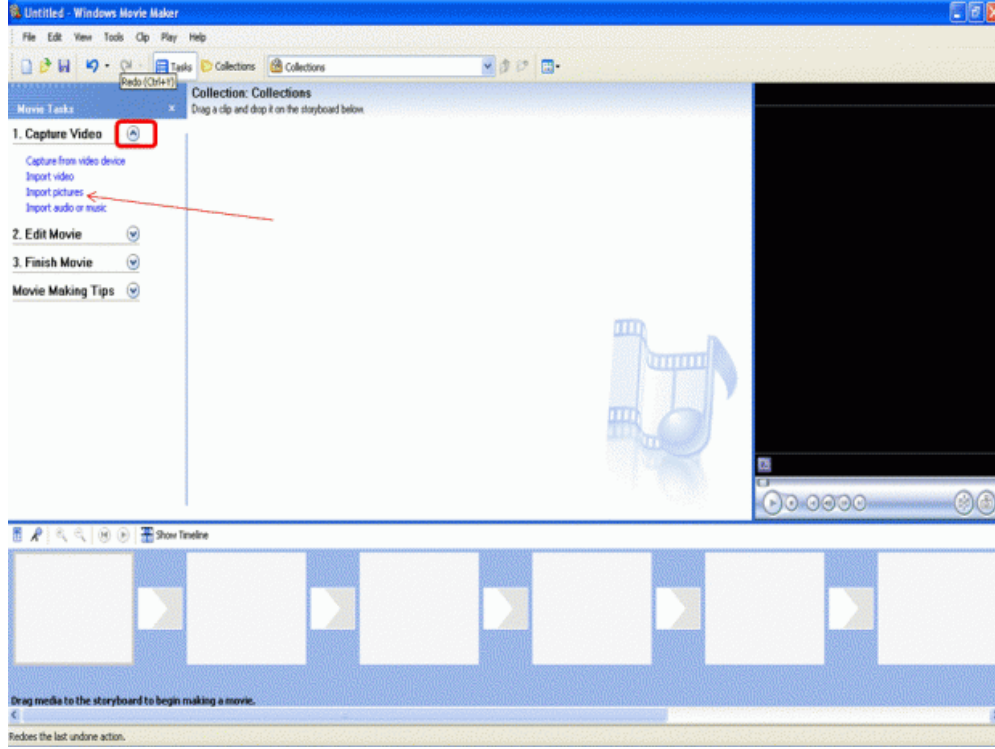 Untitled - Windows Movie Maker
File Edit View Tools Clip Play Help
Tasks Collections Collections
Redo (Ctrl+Y)
Movie Tasks
Collection: Collections
Drag a clip and drop it on the storyboard below.
1. Capture Video
Capture from video device
Import video
Import pictures
Import audio or music
2. Edit Movie
3. Finish Movie
Movie Making Tips
Show Timeline
Drag media to the storyboard to begin making a movie.
Redoes the last undone action.